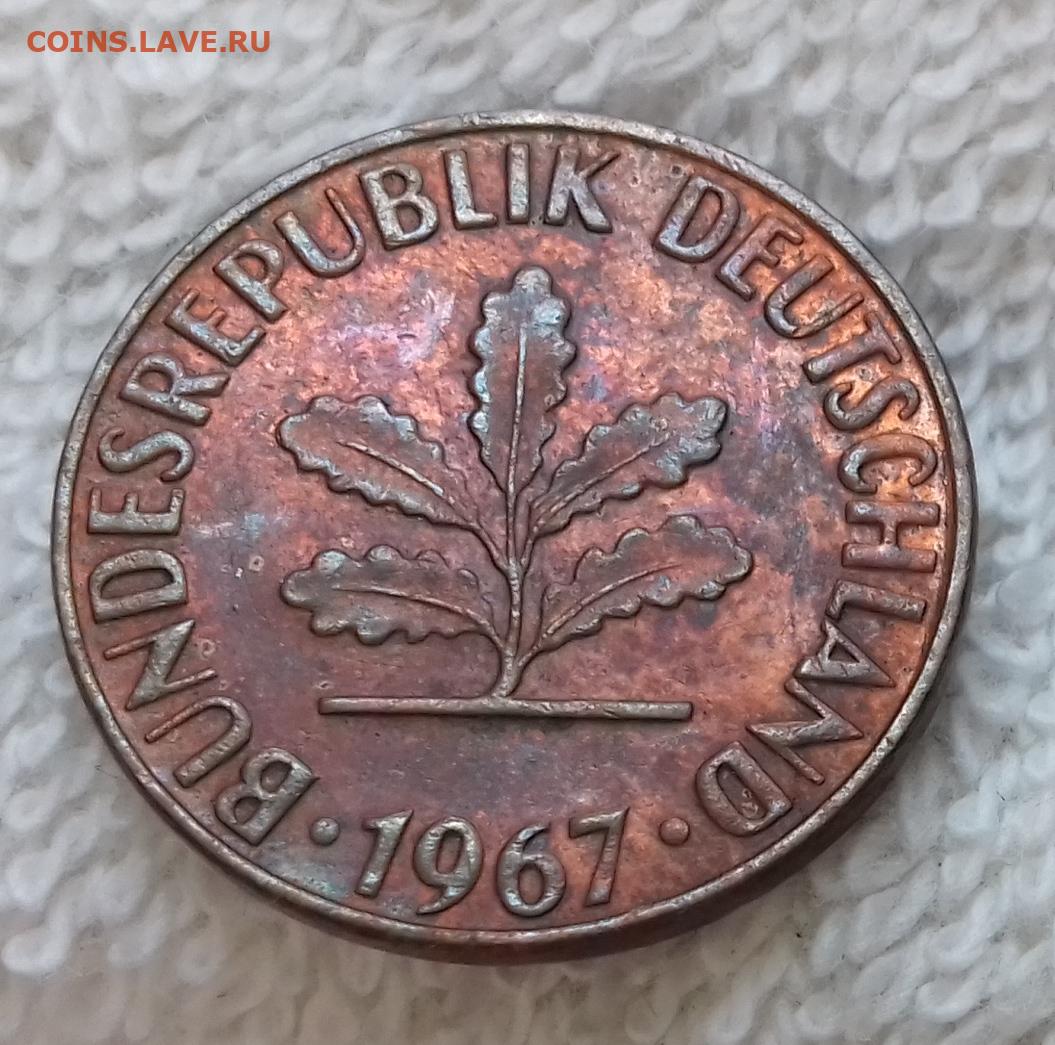 COINS.LAVE.RU
BUNDESREPUBLIK DEUTSCHLAND
· 1967 ·